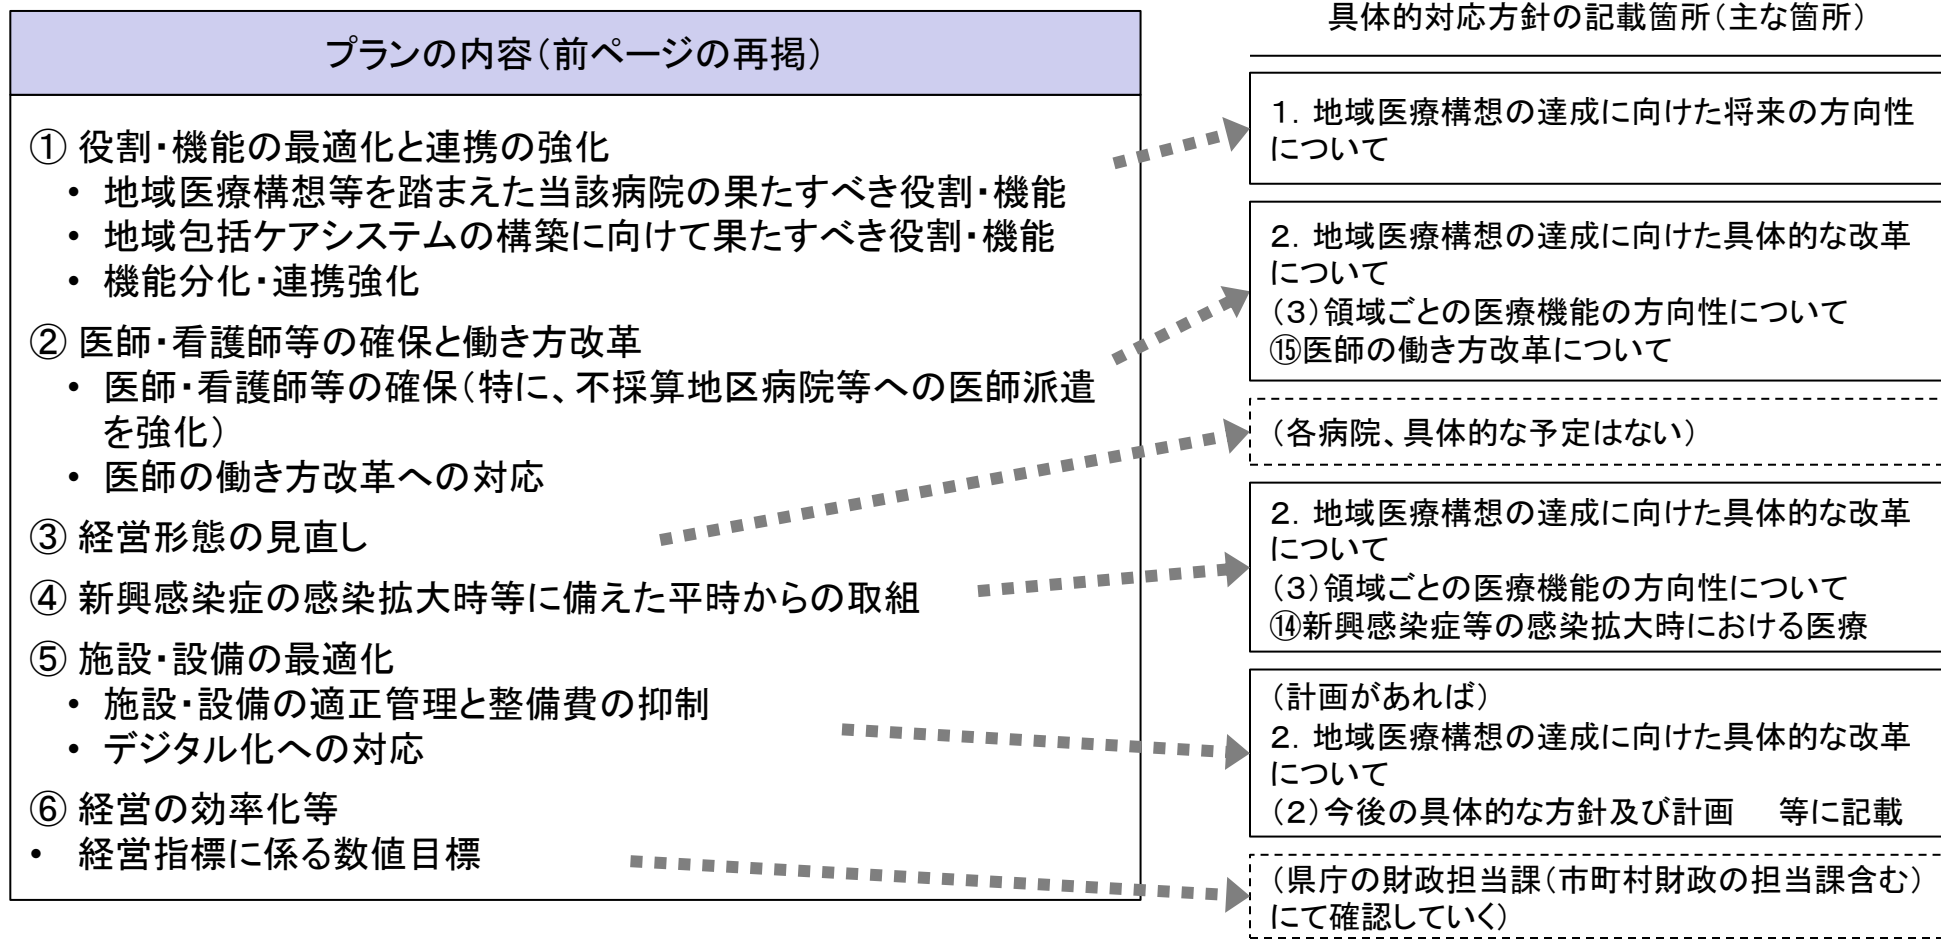 プランの内容(前ページの再掲)
① 役割・機能の最適化と連携の強化
• 地域医療構想等を踏まえた当該病院の果たすべき役割・機能
• 地域包括ケアシステムの構築に向けて果たすべき役割・機能
• 機能分化・連携強化
② 医師・看護師等の確保と働き方改革
• 医師・看護師等の確保(特に、不採算地区病院等への医師派遣
を強化)
• 医師の働き方改革への対応
③ 経営形態の見直し
④ 新興感染症の感染拡大時等に備えた平時からの取組
⑤ 施設・設備の最適化
• 施設・設備の適正管理と整備費の抑制
• デジタル化への対応
⑥ 経営の効率化等
• 経営指標に係る数値目標
具体的対応方針の記載箇所(主な箇所)
1. 地域医療構想の達成に向けた将来の方向性
について
2. 地域医療構想の達成に向けた具体的な改革
について
(3)領域ごとの医療機能の方向性について
⑮医師の働き方改革について
(各病院、具体的な予定はない)
2. 地域医療構想の達成に向けた具体的な改革
について
(3)領域ごとの医療機能の方向性について
⑭新興感染症等の感染拡大時における医療
(計画があれば)
2. 地域医療構想の達成に向けた具体的な改革
について
(2)今後の具体的な方針及び計画 等に記載
(県庁の財政担当課(市町村財政の担当課含む)
にて確認していく)